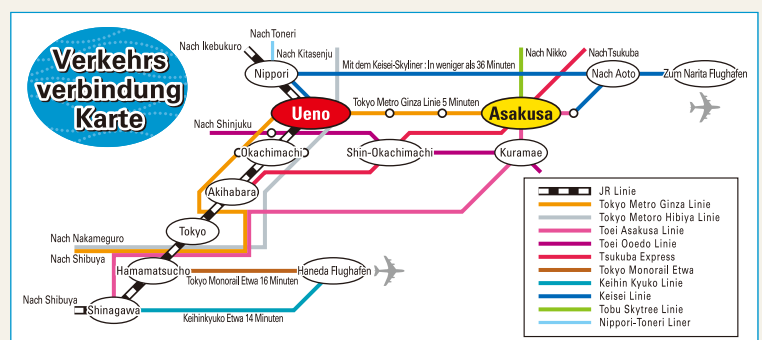 Verkehrs
verbindung
Karte
Nach Toneri
Nach Ikebukuro
Nach Kitasenju
Nippori
Mit dem Keisei-Skyliner : In weniger als 36 Minuten
Nach Nikko
Nach Tsukuba
Nach Aoto
Zum Narita Flughafen
Ueno
Tokyo Metro Ginza Linie 5 Minuten
Asakusa
Nach Shinjuku
Okachimachi
Shin-Okachimachi
Kuramae
Akihabara
Tokyo
Nach Nakameguro
Nach Shibuya
Hamamatsucho
Tokyo Monorail Etwa 16 Minuten
Haneda Flughafen
Nach Shibuya
Shinagawa
Keihinkyuko Etwa 14 Minuten
JR Linie
Tokyo Metro Ginza Linie
Tokyo Metoro Hibiya Linie
Toei Asakusa Linie
Toei Ooedo Linie
Tsukuba Express
Tokyo Monorail Etwa
Keihin Kyuko Linie
Keisei Linie
Tobu Skytree Linie
Nippori-Toneri Liner